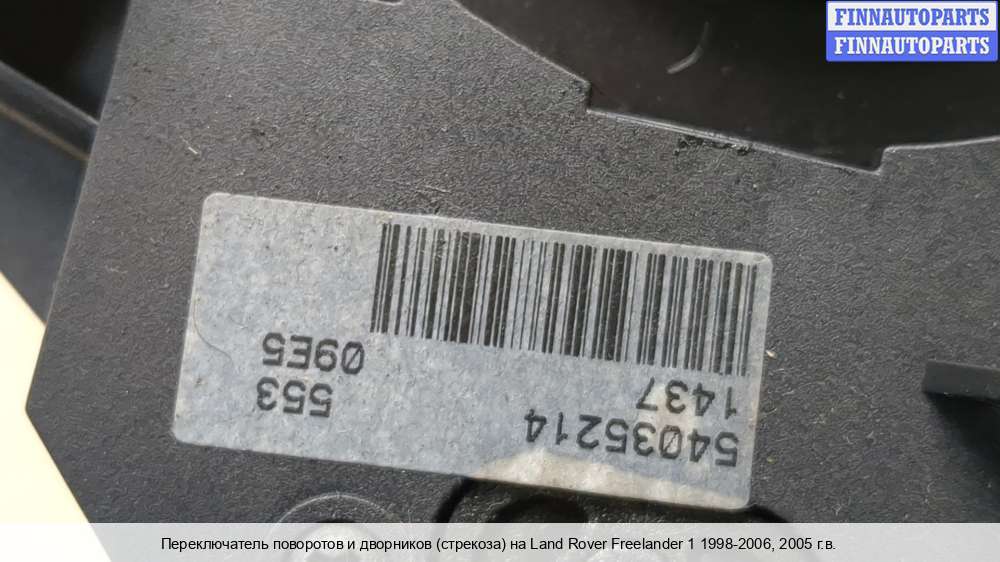 FINNAUTOPARTS
FINNAUTOPARTS
54035214 553
1437 09E5
Переключатель поворотов и дворников (стрекоза) на Land Rover Freelander 1 1998-2006, 2005 г.в.